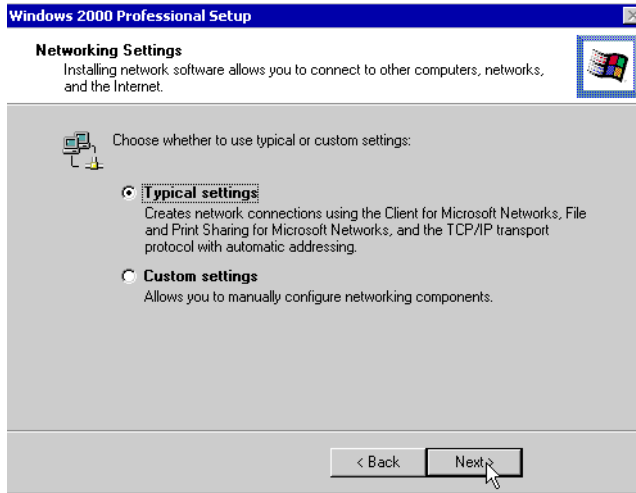 Windows 2000 Professional Setup
Networking Settings
Installing network software allows you to connect to other computers, networks,
and the Internet.
Choose whether to use typical or custom settings:
Typical settings
Creates network connections using the Client for Microsoft Networks, File
and Print Sharing for Microsoft Networks, and the TCP/IP transport
protocol with automatic addressing.
Custom settings
Allows you to manually configure networking components.
< Back
Next >